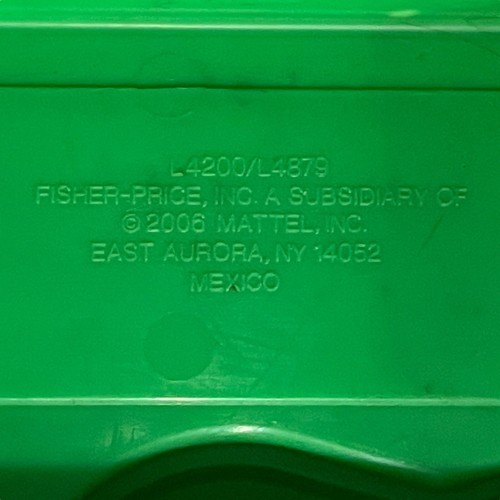 L4200/L4879
FISHER-PRICE, INC. A SUBSIDIARY OF
© 2006 MATTEL, INC.
EAST AURORA, NY 14052
MEXICO